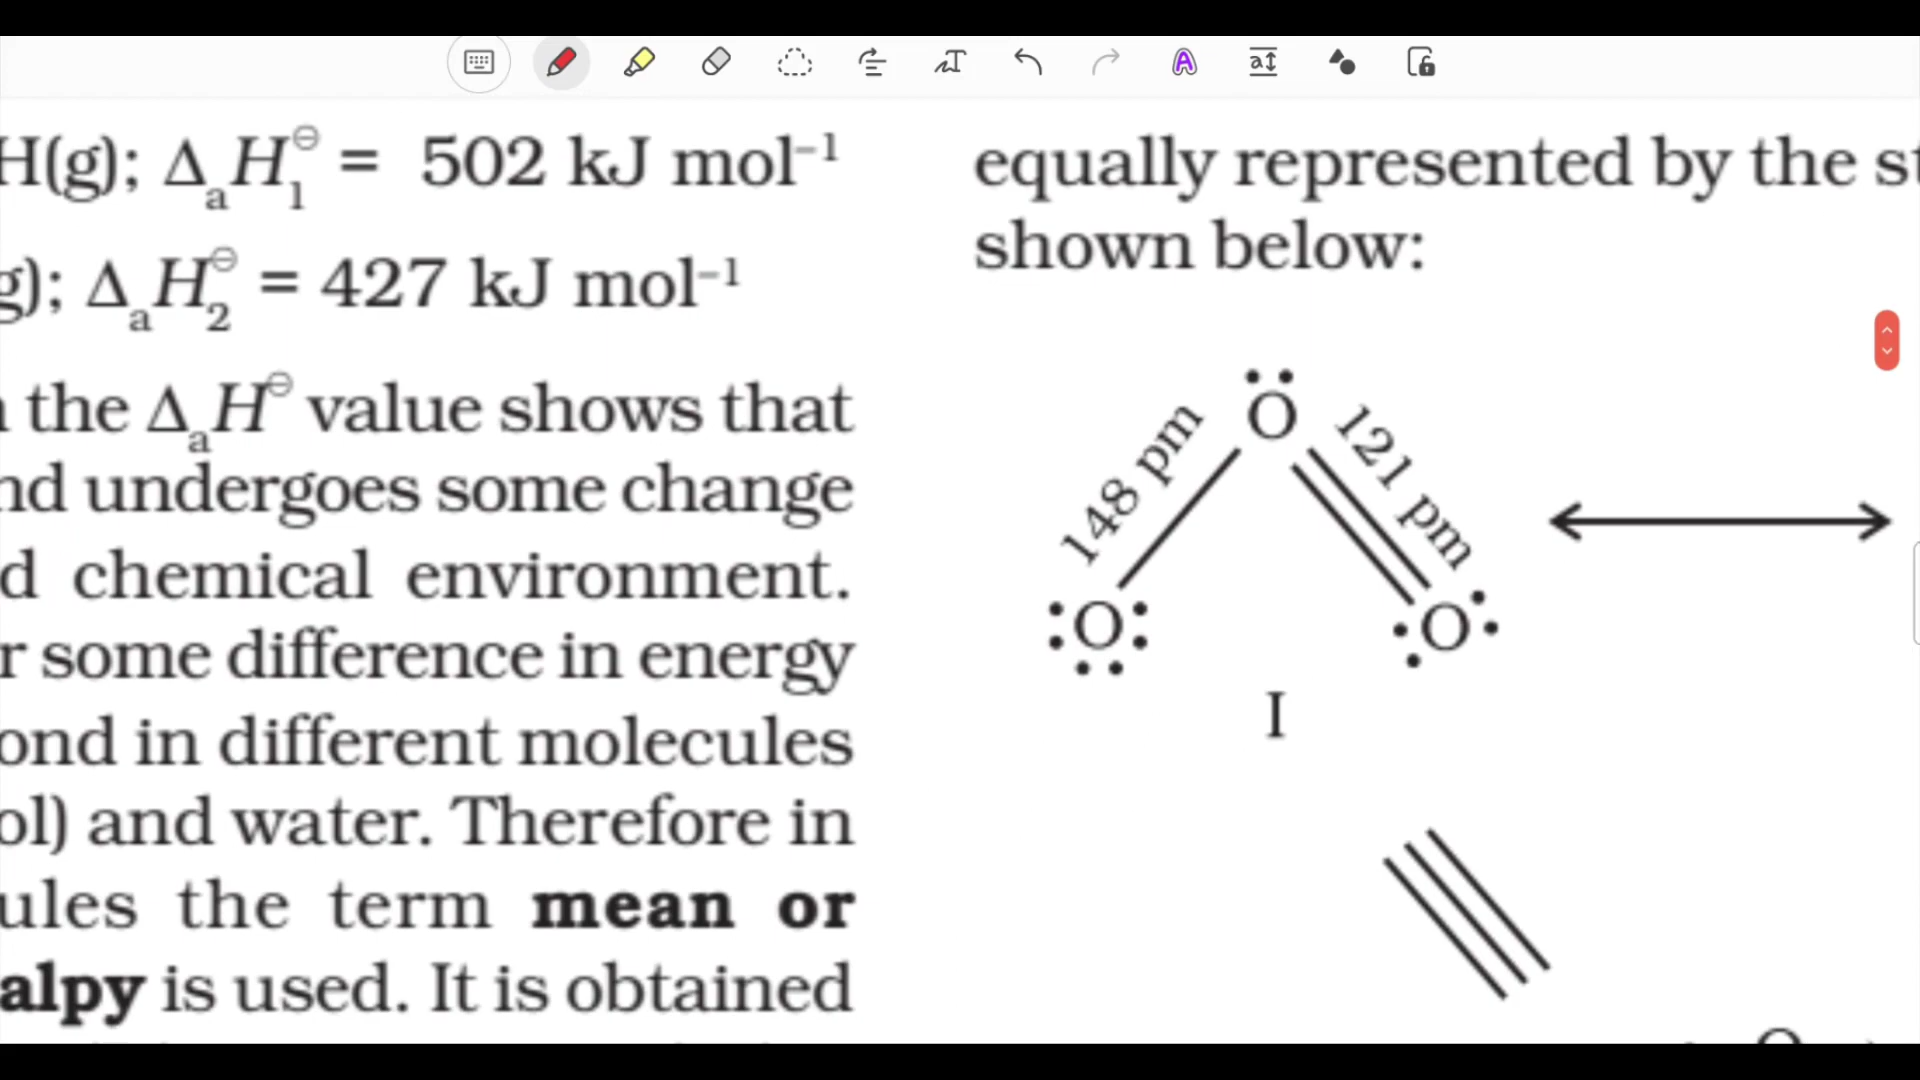 H(g); ΔₐH₁⊖ = 502 kJ mol⁻¹
g); ΔₐH₂⊖ = 427 kJ mol⁻¹
the ΔₐH⊖ value shows that
nd undergoes some change
d chemical environment.
r some difference in energy
ond in different molecules
ol) and water. Therefore in
ules the term mean or
alpy is used. It is obtained
equally represented by the st
shown below:
O
148 pm
121 pm
:O:
O
I